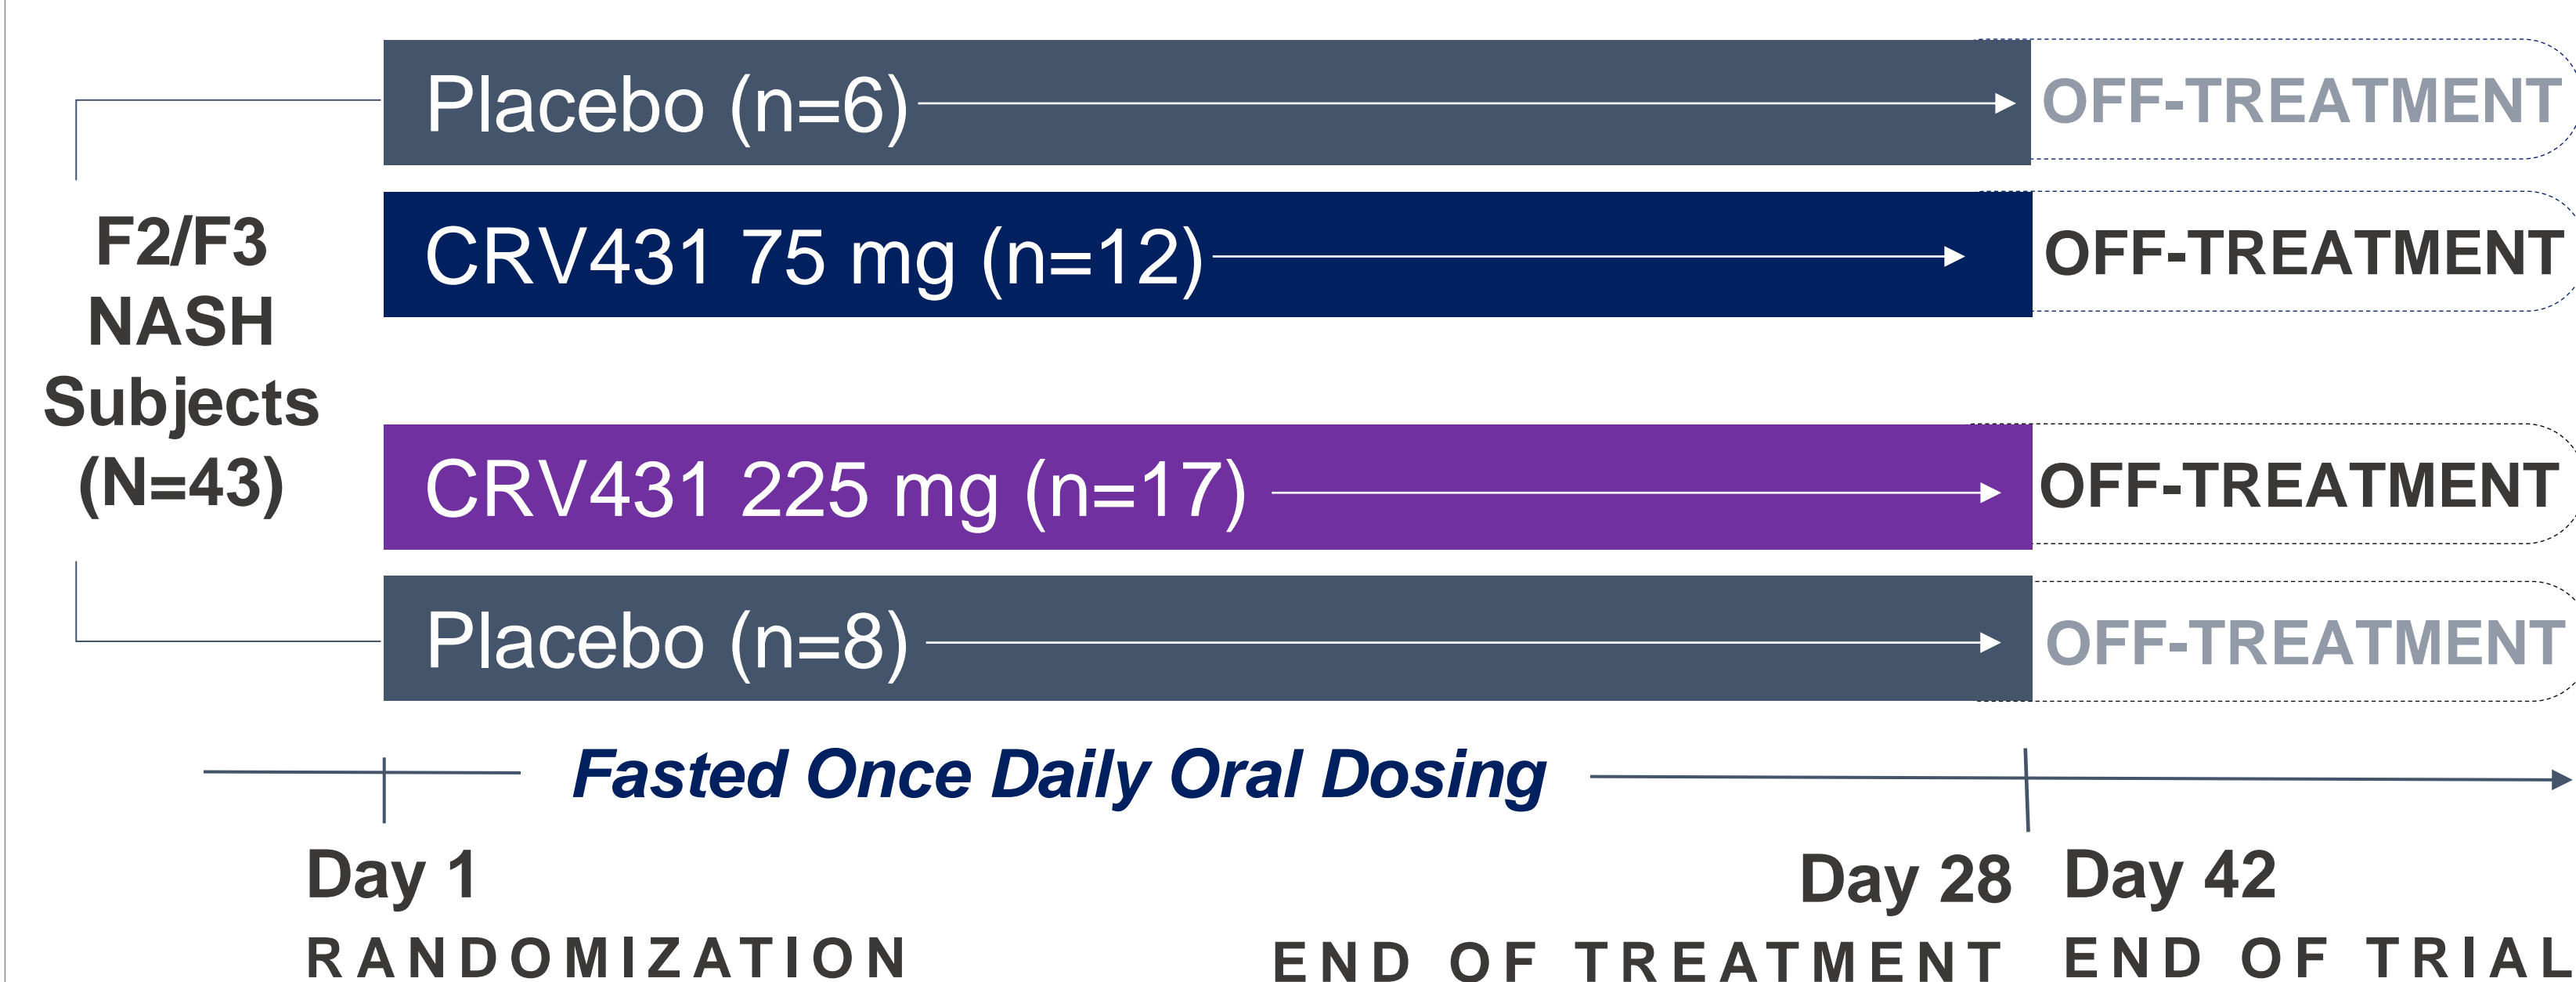 Placebo (n=6)
OFF-TREATMENT
CRV431 75 mg (n=12)
OFF-TREATMENT
F2/F3
NASH
Subjects
(N=43)
CRV431 225 mg (n=17)
OFF-TREATMENT
Placebo (n=8)
OFF-TREATMENT
Fasted Once Daily Oral Dosing
Day 1
RANDOMIZATION
Day 28
END OF TREATMENT
Day 42
END OF TRIAL